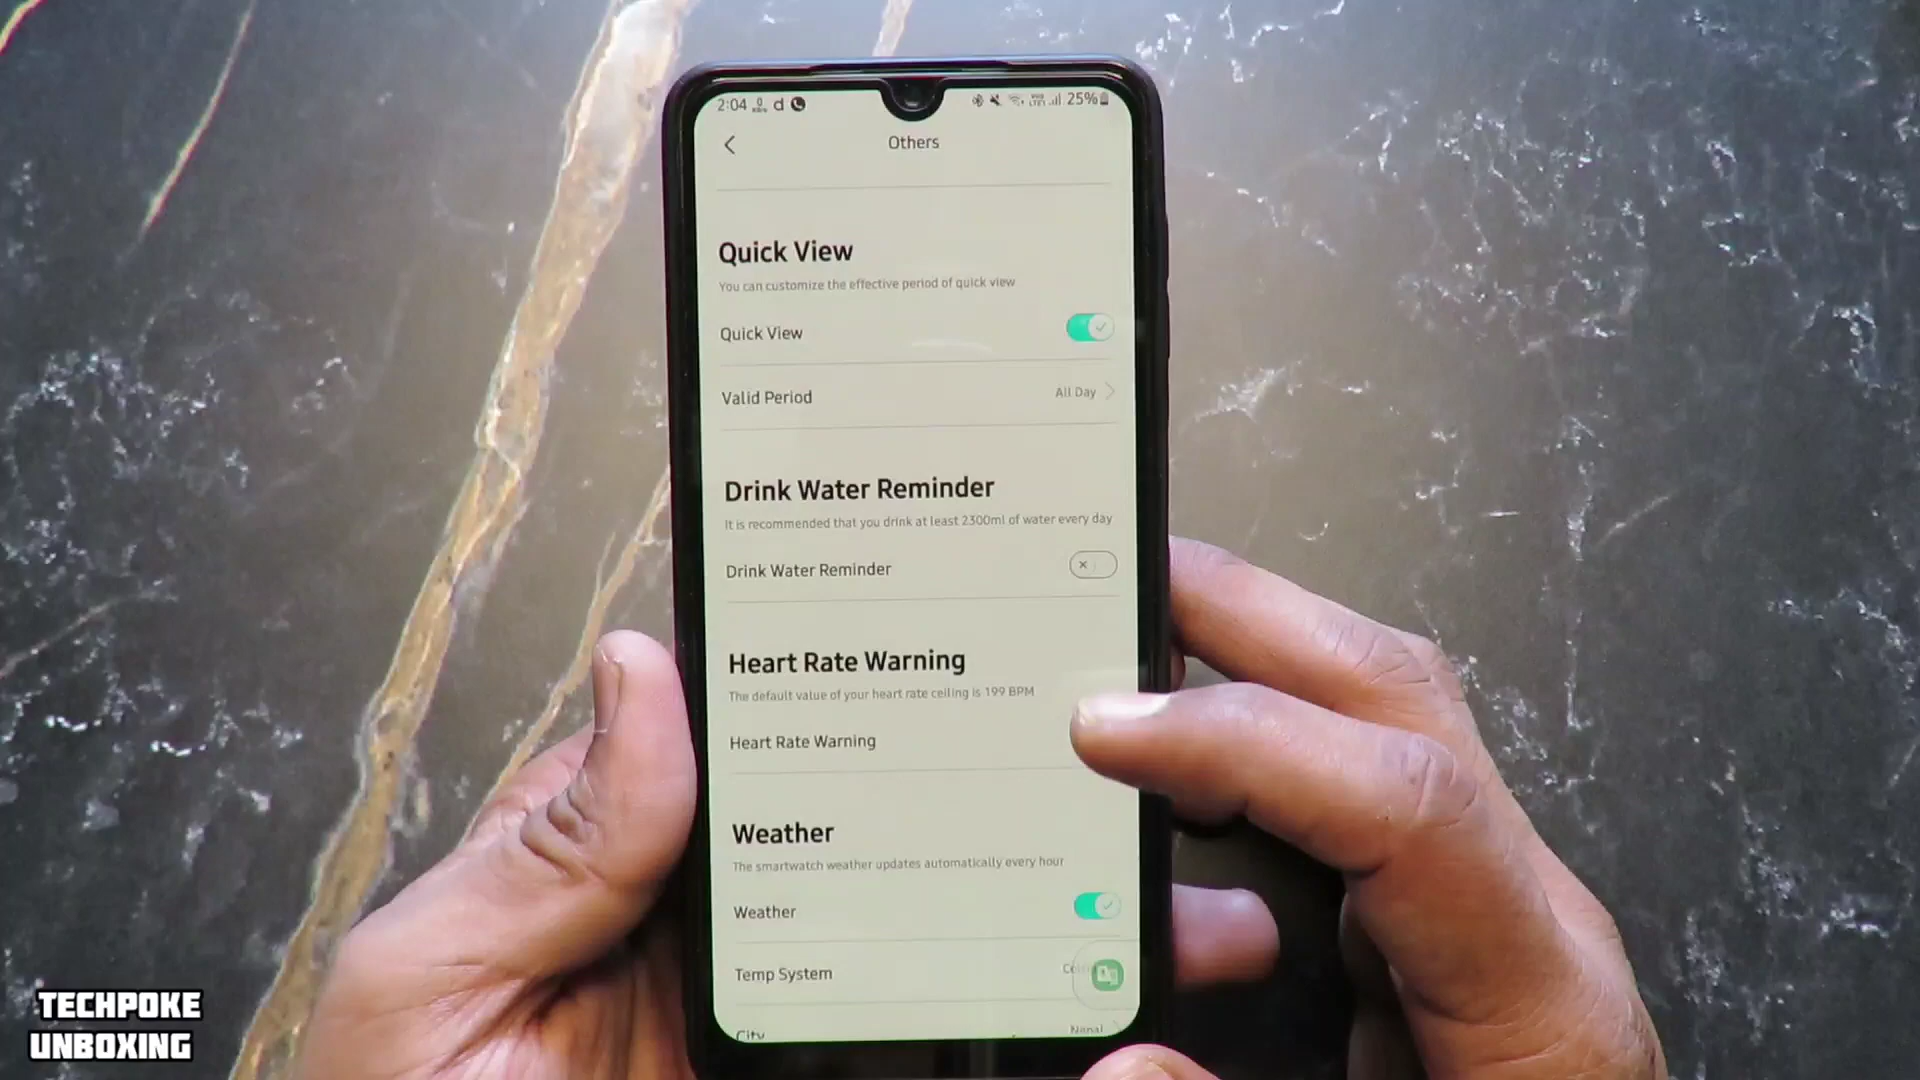 2:04 d 25%
Others
Quick View
You can customize the effective period of quick view
Quick View
Valid Period All Day
Drink Water Reminder
It is recommended that you drink at least 2300ml of water every day
Drink Water Reminder
Heart Rate Warning
The default value of your heart rate ceiling is 199 BPM
Heart Rate Warning
Weather
The smartwatch weather updates automatically every hour
Weather
Temp System
City
TECHPOKE
UNBOXING